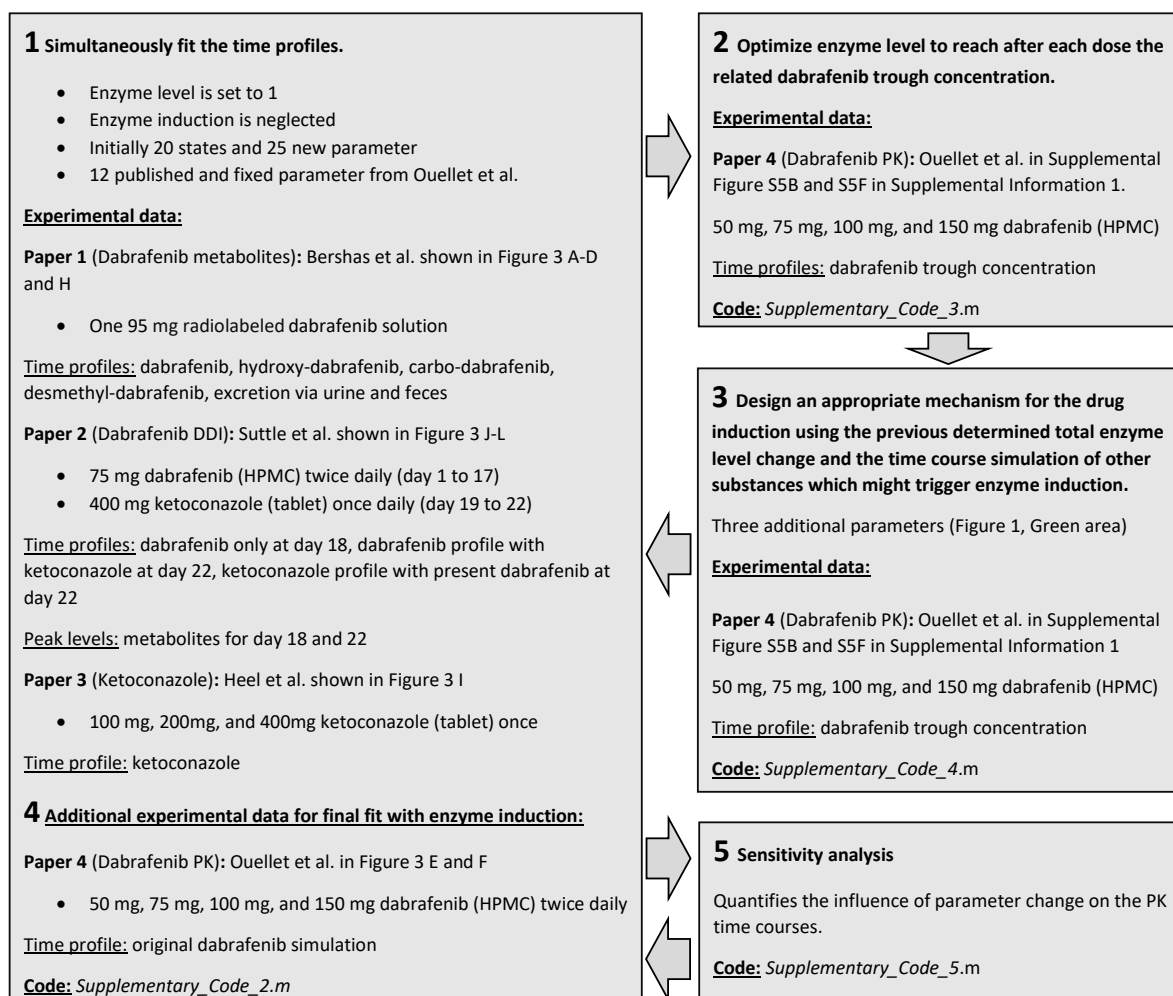 1 Simultaneously fit the time profiles.
• Enzyme level is set to 1
• Enzyme induction is neglected
• Initially 20 states and 25 new parameter
• 12 published and fixed parameter from Ouellet et al.
Experimental data:
Paper 1 (Dabrafenib metabolites): Bershas et al. shown in Figure 3 A-D
and H
• One 95 mg radiolabeled dabrafenib solution
Time profiles: dabrafenib, hydroxy-dabrafenib, carbo-dabrafenib,
desmethyl-dabrafenib, excretion via urine and feces
Paper 2 (Dabrafenib DDI): Suttle et al. shown in Figure 3 J-L
• 75 mg dabrafenib (HPMC) twice daily (day 1 to 17)
• 400 mg ketoconazole (tablet) once daily (day 19 to 22)
Time profiles: dabrafenib only at day 18, dabrafenib profile with
ketoconazole at day 22, ketoconazole profile with present dabrafenib at
day 22
Peak levels: metabolites for day 18 and 22
Paper 3 (Ketoconazole): Heel et al. shown in Figure 3 I
• 100 mg, 200mg, and 400mg ketoconazole (tablet) once
Time profile: ketoconazole
4 Additional experimental data for final fit with enzyme induction:
Paper 4 (Dabrafenib PK): Ouellet et al. in Figure 3 E and F
• 50 mg, 75 mg, 100 mg, and 150 mg dabrafenib (HPMC) twice daily
Time profile: original dabrafenib simulation
Code: Supplementary_Code_2.m
2 Optimize enzyme level to reach after each dose the
related dabrafenib trough concentration.
Experimental data:
Paper 4 (Dabrafenib PK): Ouellet et al. in Supplemental
Figure S5B and S5F in Supplemental Information 1.
50 mg, 75 mg, 100 mg, and 150 mg dabrafenib (HPMC)
Time profiles: dabrafenib trough concentration
Code: Supplementary_Code_3.m
3 Design an appropriate mechanism for the drug
induction using the previous determined total enzyme
level change and the time course simulation of other
substances which might trigger enzyme induction.
Three additional parameters (Figure 1, Green area)
Experimental data:
Paper 4 (Dabrafenib PK): Ouellet et al. in Supplemental
Figure S5B and S5F in Supplemental Information 1
50 mg, 75 mg, 100 mg, and 150 mg dabrafenib (HPMC)
Time profile: dabrafenib trough concentration
Code: Supplementary_Code_4.m
5 Sensitivity analysis
Quantifies the influence of parameter change on the PK
time courses.
Code: Supplementary_Code_5.m